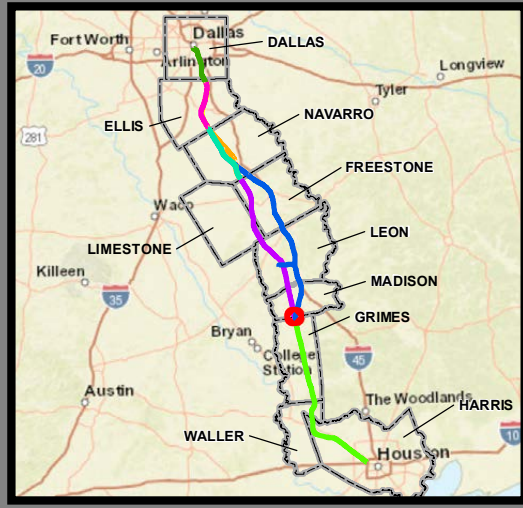 Dallas
DALLAS
Fort Worth
Arlington
20
Longview
Tyler
NAVARRO
ELLIS
281
FREESTONE
Waco
LEON
LIMESTONE
Killeen
MADISON
35
GRIMES
Bryan
College
Station
45
Austin
The Woodlands
HARRIS
WALLER
10
Houston